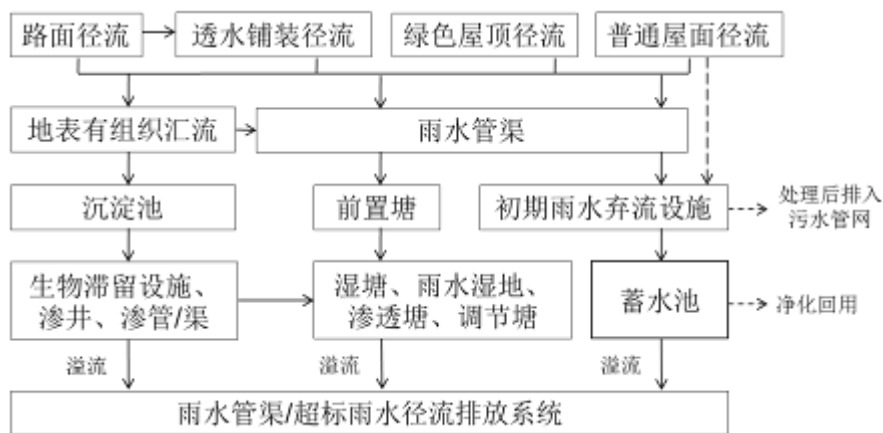 路面径流
透水铺装径流
绿色屋顶径流
普通屋面径流
地表有组织汇流
雨水管渠
沉淀池
前置塘
初期雨水弃流设施
处理后排入
污水管网
生物滞留设施、
渗井、渗管/渠
湿塘、雨水湿地、
渗透塘、调节塘
蓄水池
净化回用
溢流
溢流
溢流
雨水管渠/超标雨水径流排放系统